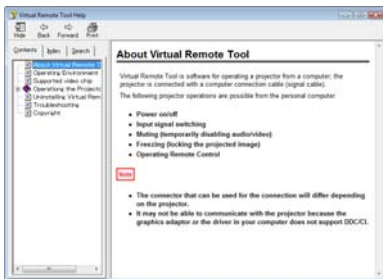 Virtual Remote Tool Help
Hide Back Forward Print
Contents Index Search
About Virtual Remote T
Operating Environment
Supported video chip
Operating the Projecto
Uninstalling Virtual Rem
Troubleshooting
Copyright
About Virtual Remote Tool
Virtual Remote Tool is software for operating a projector from a computer; the
projector is connected with a computer connection cable (signal cable).
The following projector operations are possible from the personal computer:
• Power on/off
• Input signal switching
• Muting (temporarily disabling audio/video)
• Freezing (locking the projected image)
• Operating Remote Control
Note
• The connector that can be used for the connection will differ depending
on the projector.
• It may not be able to communicate with the projector because the
graphics adaptor or the driver in your computer does not support DDC/CI.